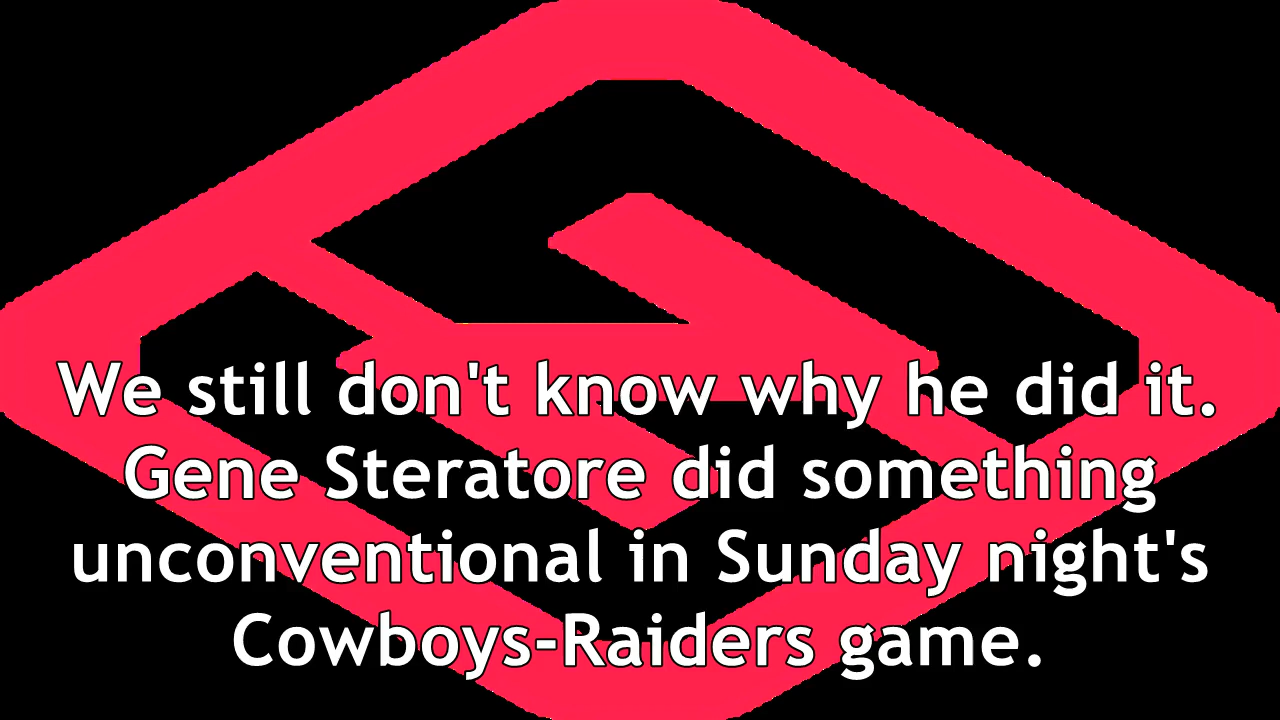 We still don't know why he did it.
Gene Steratore did something
unconventional in Sunday night's
Cowboys-Raiders game.